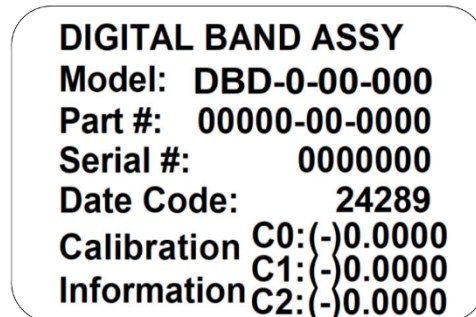 DIGITAL BAND ASSY
Model: DBD-0-00-000
Part #: 00000-00-0000
Serial #: 0000000
Date Code: 24289
Calibration C0:(-)0.0000
C1:(-)0.0000
Information C2:(-)0.0000